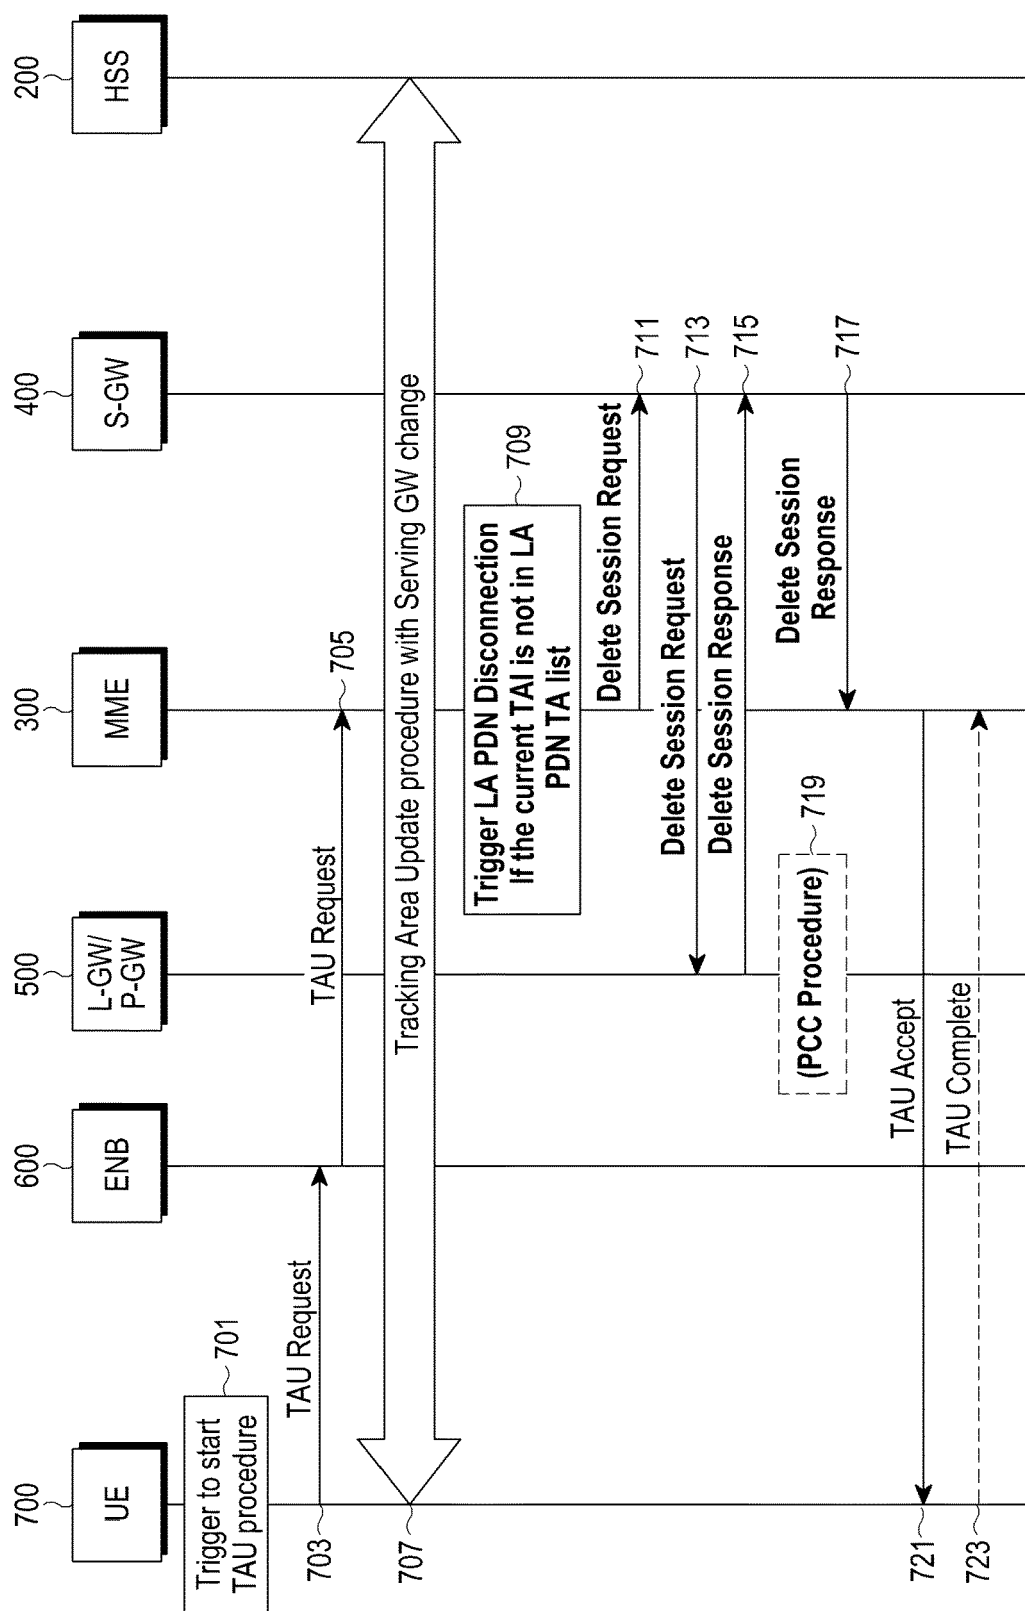 700
600
500
300
400
200
UE
ENB
L-GW/
P-GW
MME
S-GW
HSS
Trigger to start
TAU procedure
701
TAU Request
703
TAU Request
705
Tracking Area Update procedure with Serving GW change
707
Trigger LA PDN Disconnection
If the current TAI is not in LA
PDN TA list
709
Delete Session Request
711
Delete Session Request
713
Delete Session Response
715
Delete Session
Response
717
(PCC Procedure)
719
TAU Accept
721
TAU Complete
723